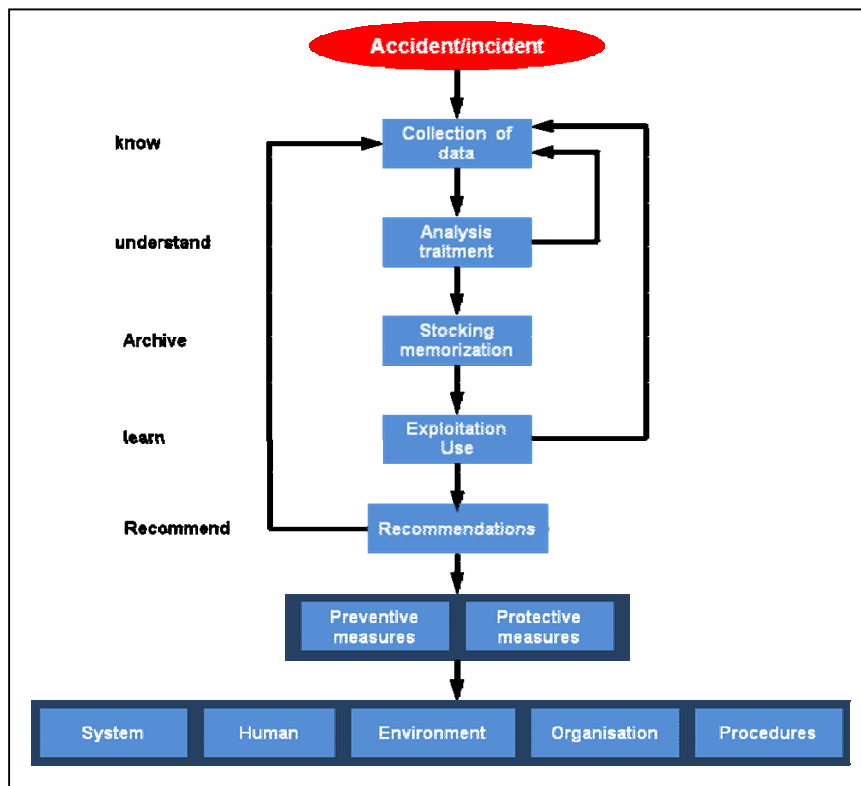 Accident/incident
know
Collection of
data
understand
Analysis
traitment
Archive
Stocking
memorization
learn
Exploitation
Use
Recommend
Recommendations
Preventive
measures
Protective
measures
System
Human
Environment
Organisation
Procedures